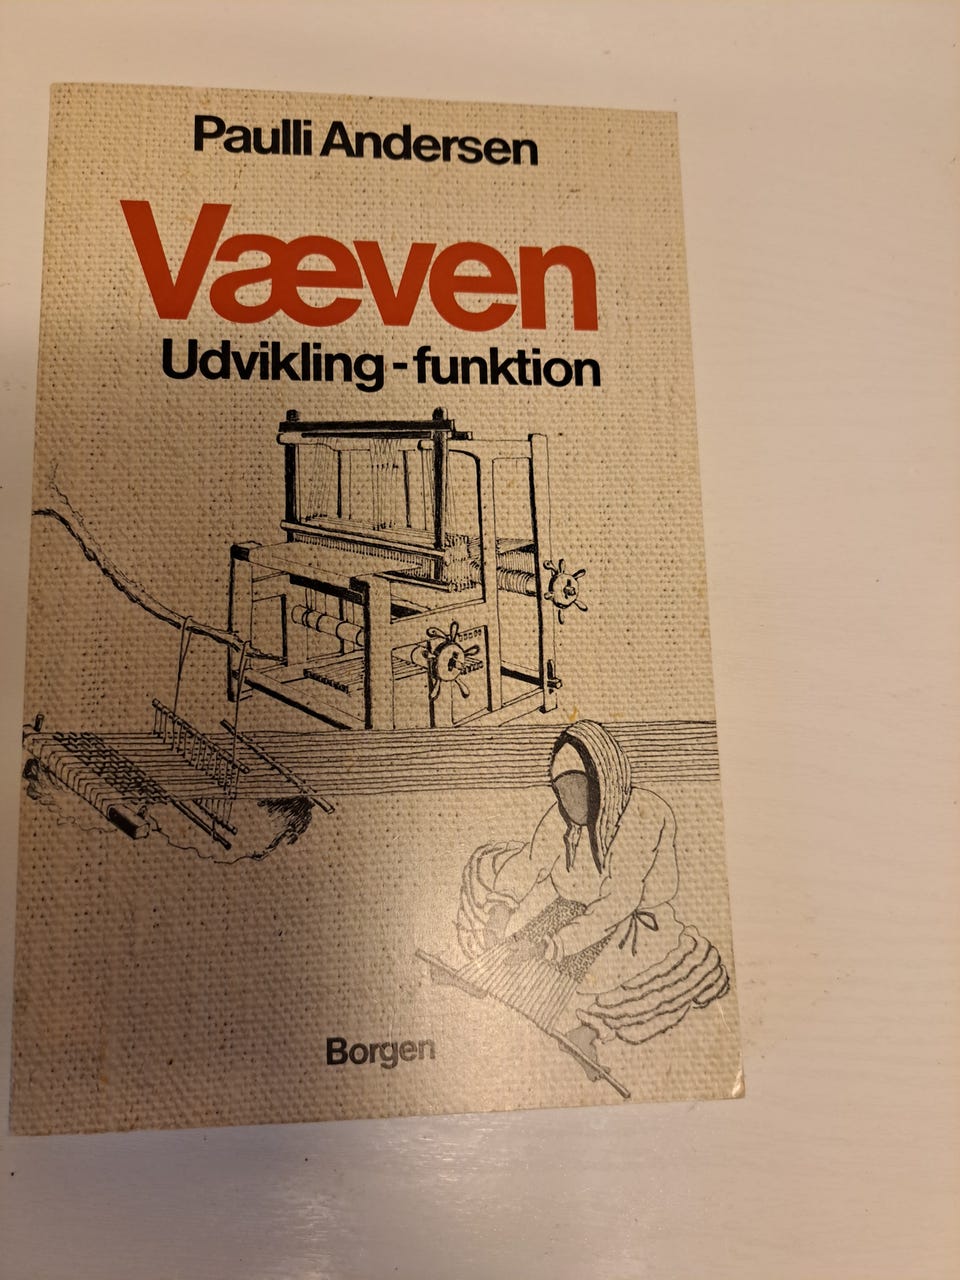 Paulli Andersen
Væven
Udvikling - funktion
Borgen